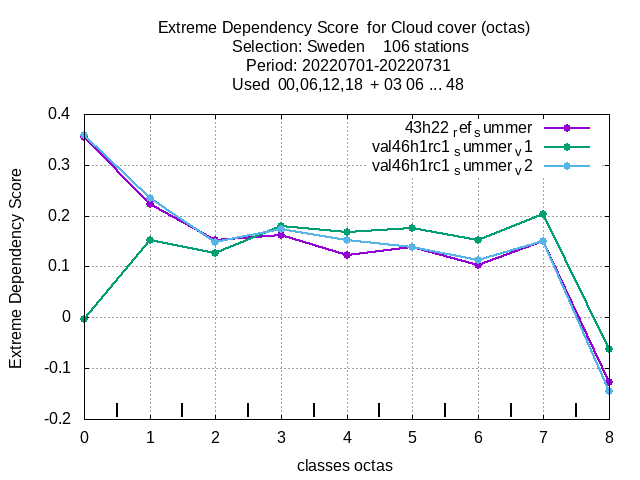 Extreme Dependency Score for Cloud cover (octas)
Selection: Sweden 106 stations
Period: 20220701-20220731
Used 00,06,12,18 + 03 06 ... 48
43h22 ref summer
val46h1rc1 summer v1
val46h1rc1 summer v2
Extreme Dependency Score
0.4
0.3
0.2
0.1
0
-0.1
-0.2
0 1 2 3 4 5 6 7 8
classes octas